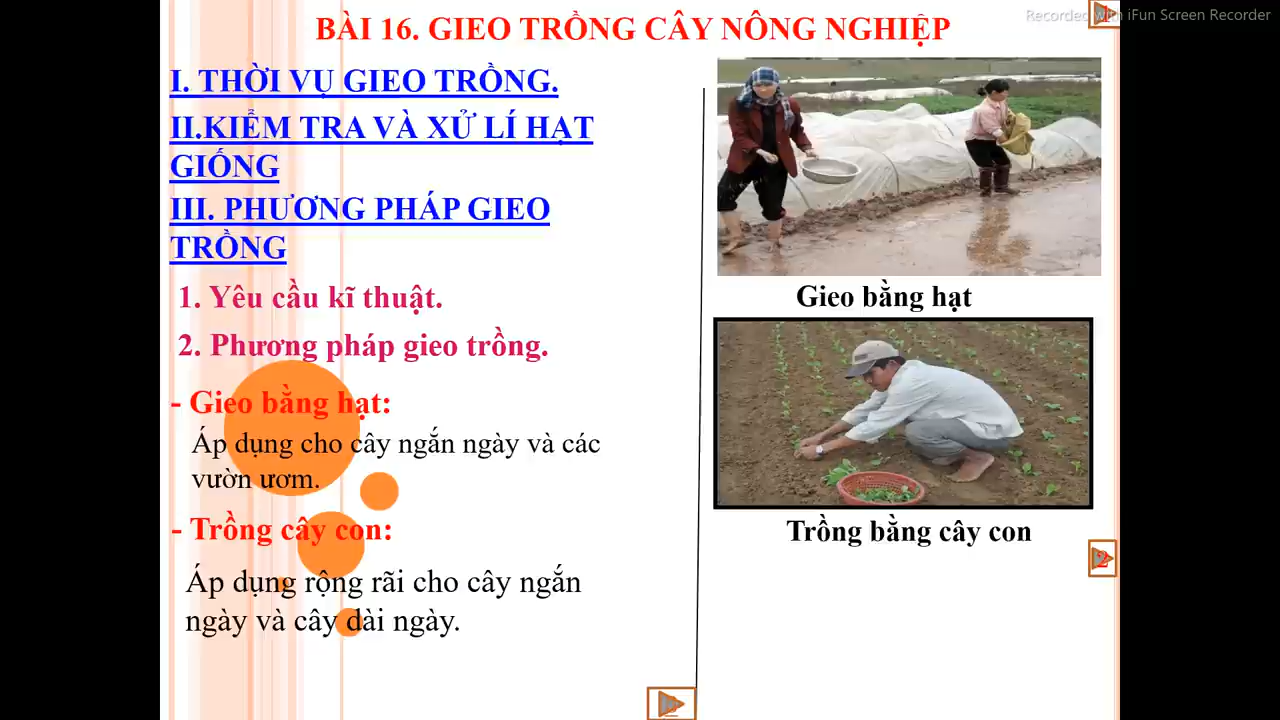 Recorded with iFun Screen Recorder
BÀI 16. GIEO TRỒNG CÂY NÔNG NGHIỆP
I. THỜI VỤ GIEO TRỒNG.
II.KIỂM TRA VÀ XỬ LÍ HẠT
GIỐNG
III. PHƯƠNG PHÁP GIEO
TRỒNG
1. Yêu cầu kĩ thuật.
2. Phương pháp gieo trồng.
- Gieo bằng hạt:
Áp dụng cho cây ngắn ngày và các
vườn ươm.
- Trồng cây con:
Áp dụng rộng rãi cho cây ngắn
ngày và cây dài ngày.
Gieo bằng hạt
Trồng bằng cây con
2